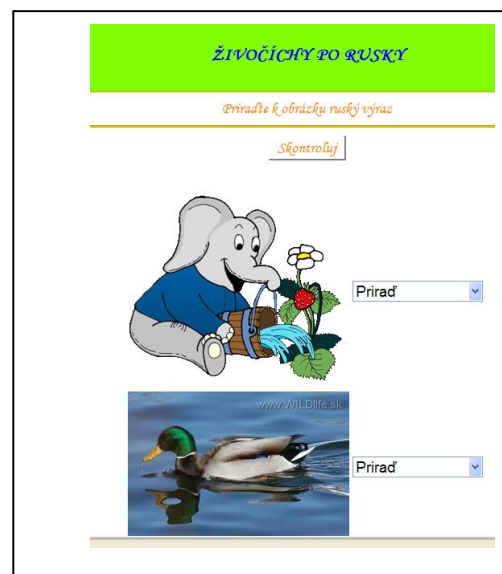 ŽIVOČÍCHY PO RUSKY
Priraďte k obrázku ruský výraz
Skontroluj
Priraď
www.WILDlife.sk
Priraď